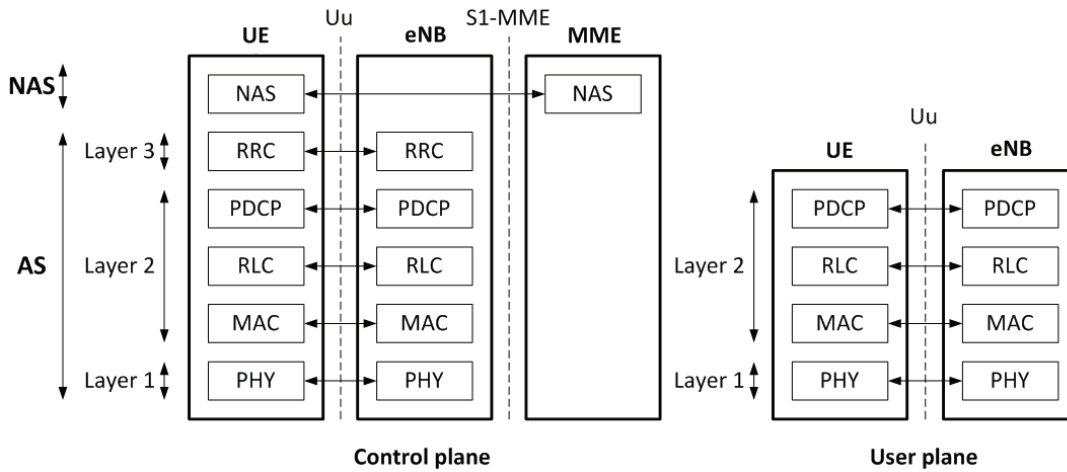 Uu
S1-MME
UE
eNB
MME
NAS
NAS
NAS
Layer 3
RRC
RRC
AS
Layer 2
PDCP
PDCP
RLC
RLC
MAC
MAC
Layer 1
PHY
PHY
Control plane
Uu
UE
eNB
Layer 2
PDCP
PDCP
RLC
RLC
MAC
MAC
Layer 1
PHY
PHY
User plane